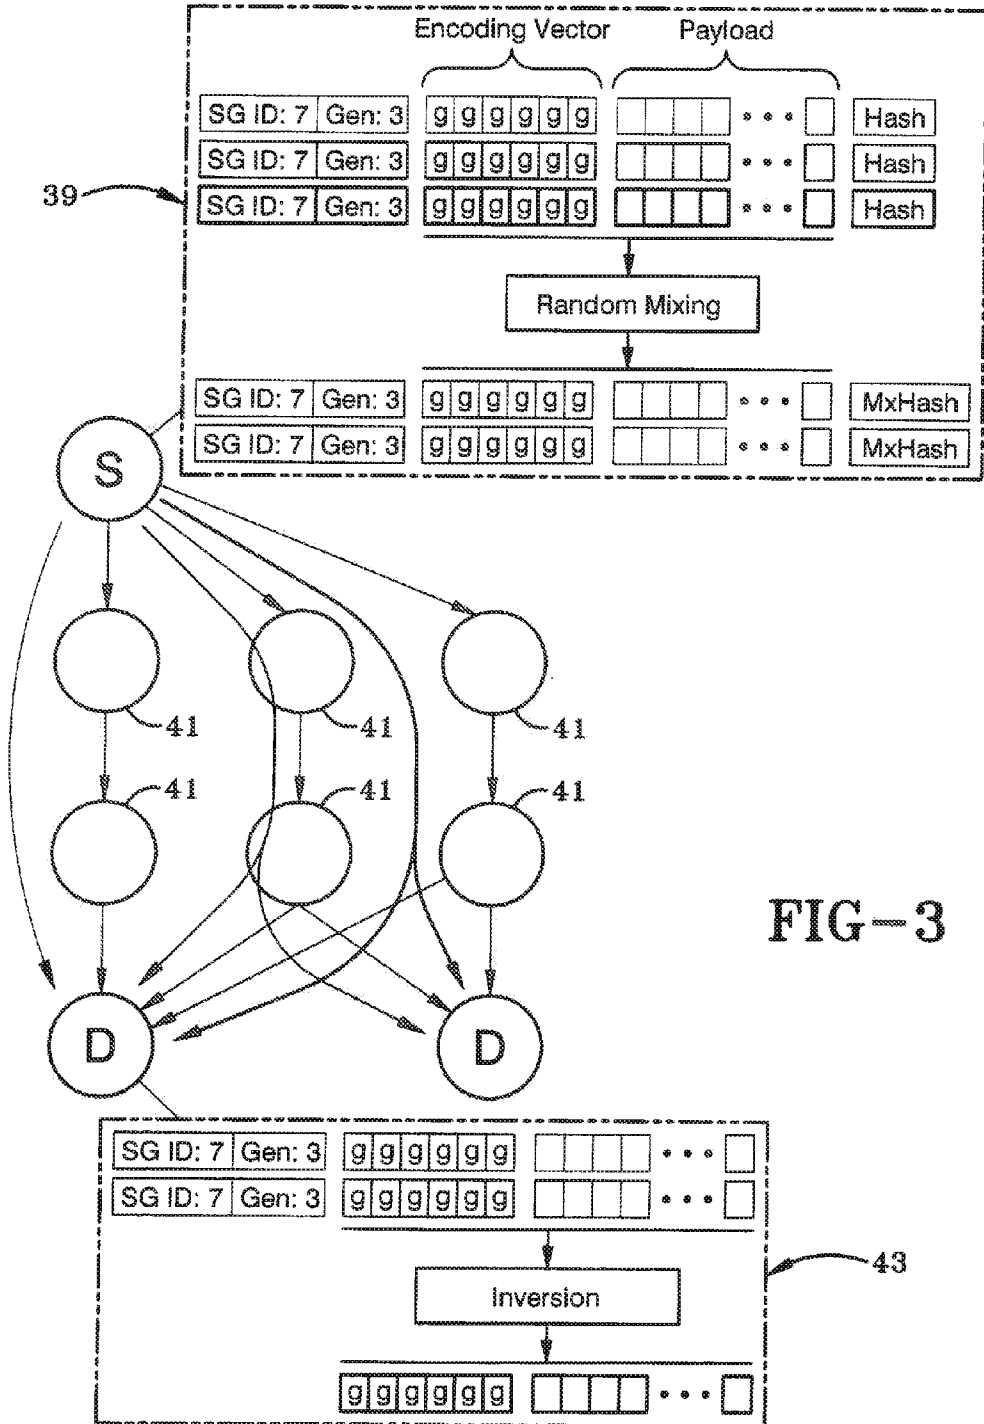 Encoding Vector Payload
SG ID: 7 Gen: 3 g g g g g g • • • Hash
SG ID: 7 Gen: 3 g g g g g g • • • Hash
39 SG ID: 7 Gen: 3 g g g g g g • • • Hash
Random Mixing
SG ID: 7 Gen: 3 g g g g g g • • • MxHash
SG ID: 7 Gen: 3 g g g g g g • • • MxHash
S
41 41 41
41 41 41
FIG-3
D D
SG ID: 7 Gen: 3 g g g g g g • • •
SG ID: 7 Gen: 3 g g g g g g • • •
43
Inversion
g g g g g g • • •